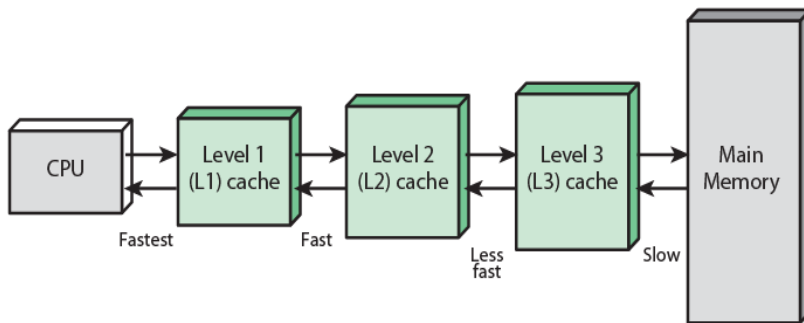 CPU
Level 1
(L1) cache
Level 2
(L2) cache
Level 3
(L3) cache
Main
Memory
Fastest
Fast
Less
fast
Slow